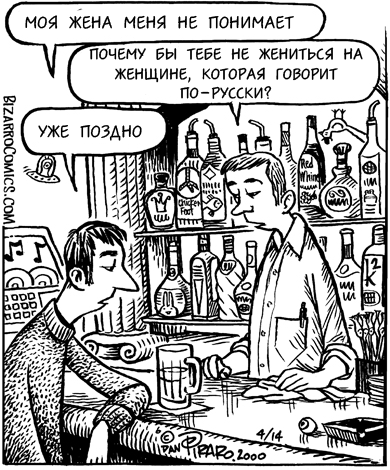 МОЯ ЖЕНА МЕНЯ НЕ ПОНИМАЕТ
ПОЧЕМУ БЫ ТЕБЕ НЕ ЖЕНИТЬСЯ НА
ЖЕНЩИНЕ, КОТОРАЯ ГОВОРИТ
ПО-РУССКИ?
УЖЕ ПОЗДНО
BIZARROCOMICS.COM
Chicken
Foot
Red
© DAN PIRARO.2000
4/14